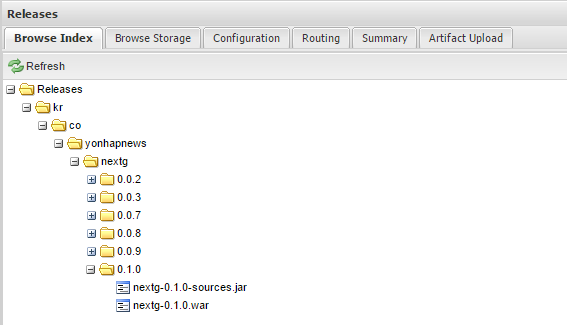 Releases
Browse Index Browse Storage Configuration Routing Summary Artifact Upload
Refresh
Releases
kr
co
yonhapnews
nextg
0.0.2
0.0.3
0.0.7
0.0.8
0.0.9
0.1.0
nextg-0.1.0-sources.jar
nextg-0.1.0.war